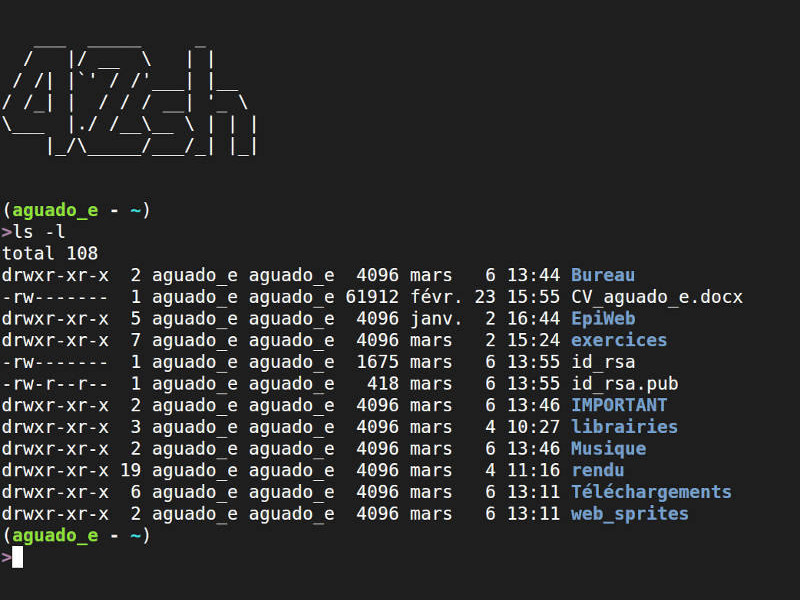 42sh
(aguado_e - ~)
>ls -l
total 108
drwxr-xr-x  2 aguado_e aguado_e  4096 mars   6 13:44 Bureau
-rw-------  1 aguado_e aguado_e 61912 févr. 23 15:55 CV_aguado_e.docx
drwxr-xr-x  5 aguado_e aguado_e  4096 janv.  2 16:44 EpiWeb
drwxr-xr-x  7 aguado_e aguado_e  4096 mars   2 15:24 exercices
-rw-------  1 aguado_e aguado_e  1675 mars   6 13:55 id_rsa
-rw-r--r--  1 aguado_e aguado_e   418 mars   6 13:55 id_rsa.pub
drwxr-xr-x  2 aguado_e aguado_e  4096 mars   6 13:46 IMPORTANT
drwxr-xr-x  3 aguado_e aguado_e  4096 mars   4 10:27 librairies
drwxr-xr-x  2 aguado_e aguado_e  4096 mars   6 13:46 Musique
drwxr-xr-x 19 aguado_e aguado_e  4096 mars   4 11:16 rendu
drwxr-xr-x  6 aguado_e aguado_e  4096 mars   6 13:11 Téléchargements
drwxr-xr-x  2 aguado_e aguado_e  4096 mars   6 13:11 web_sprites
(aguado_e - ~)
>